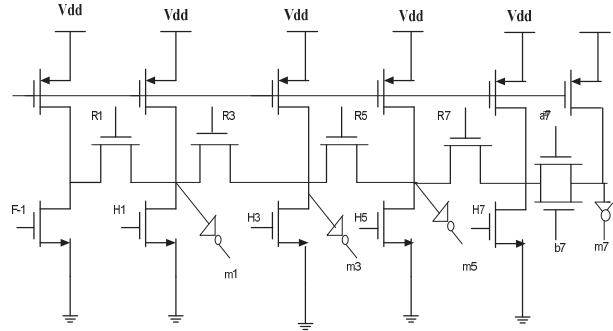 Vdd Vdd Vdd Vdd Vdd
R1 R3 R5 R7 a7
F-1 H1 H3 H5 H7
m1 m3 m5 b7 m7